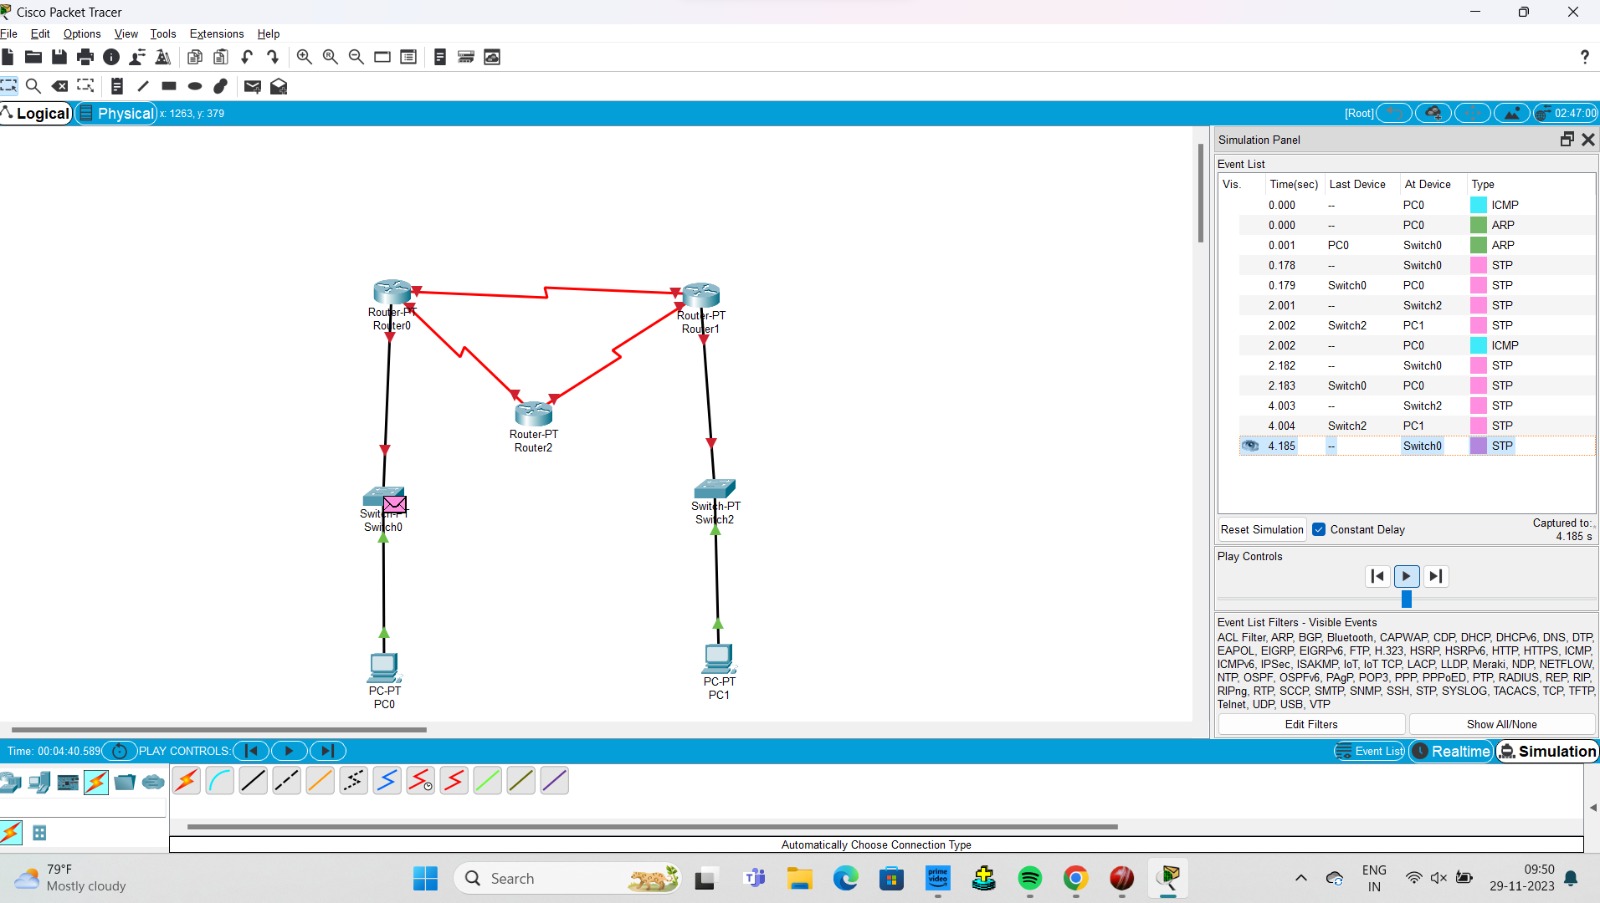 Cisco Packet Tracer
File Edit Options View Tools Extensions Help
?
Logical Physical x: 1263, y: 379 [Root] 02:47:00
Simulation Panel
Event List
Vis. Time(sec) Last Device At Device Type
0.000 -- PC0 ICMP
0.000 -- PC0 ARP
0.001 PC0 Switch0 ARP
0.178 -- Switch0 STP
0.179 Switch0 PC0 STP
2.001 -- Switch2 STP
2.002 Switch2 PC1 STP
2.002 -- PC0 ICMP
2.182 -- Switch0 STP
2.183 Switch0 PC0 STP
4.003 -- Switch2 STP
4.004 Switch2 PC1 STP
4.185 -- Switch0 STP
Reset Simulation Constant Delay Captured to:
4.185 s
Play Controls
Event List Filters - Visible Events
ACL Filter, ARP, BGP, Bluetooth, CAPWAP, CDP, DHCP, DHCPv6, DNS, DTP,
EAPOL, EIGRP, EIGRPv6, FTP, H.323, HSRP, HSRPv6, HTTP, HTTPS, ICMP,
ICMPv6, IPSec, ISAKMP, IoT, IoT TCP, LACP, LLDP, Meraki, NDP, NETFLOW,
NTP, OSPF, OSPFv6, PAgP, POP3, PPP, PPPoED, PTP, RADIUS, REP, RIP,
RIPng, RTP, SCCP, SMTP, SNMP, SSH, STP, SYSLOG, TACACS, TCP, TFTP,
Telnet, UDP, USB, VTP
Edit Filters Show All/None
Router-PT
Router0
Router-PT
Router1
Router-PT
Router2
Switch-PT
Switch0
Switch-PT
Switch2
PC-PT
PC0
PC-PT
PC1
Time: 00:04:40.589 PLAY CONTROLS: Event List Realtime Simulation
Automatically Choose Connection Type
79°F
Mostly cloudy
Search
prime video
ENG
IN
09:50
29-11-2023